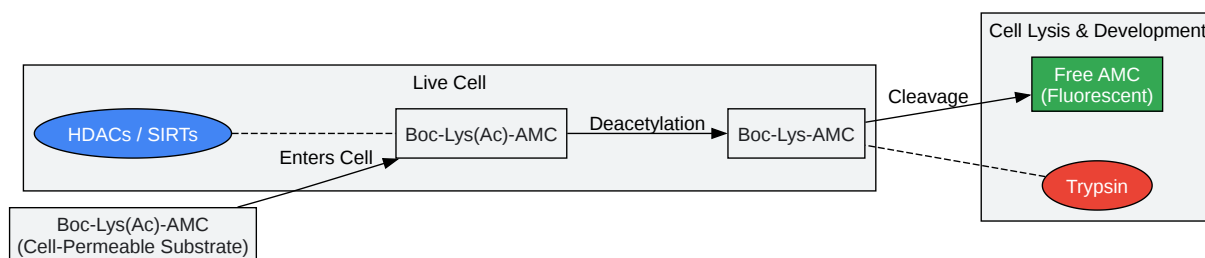 Cell Lysis & Development
Live Cell
Free AMC
(Fluorescent)
Cleavage
HDACs / SIRTs
Boc-Lys(Ac)-AMC
Deacetylation
Boc-Lys-AMC
Enters Cell
Trypsin
Boc-Lys(Ac)-AMC
(Cell-Permeable Substrate)